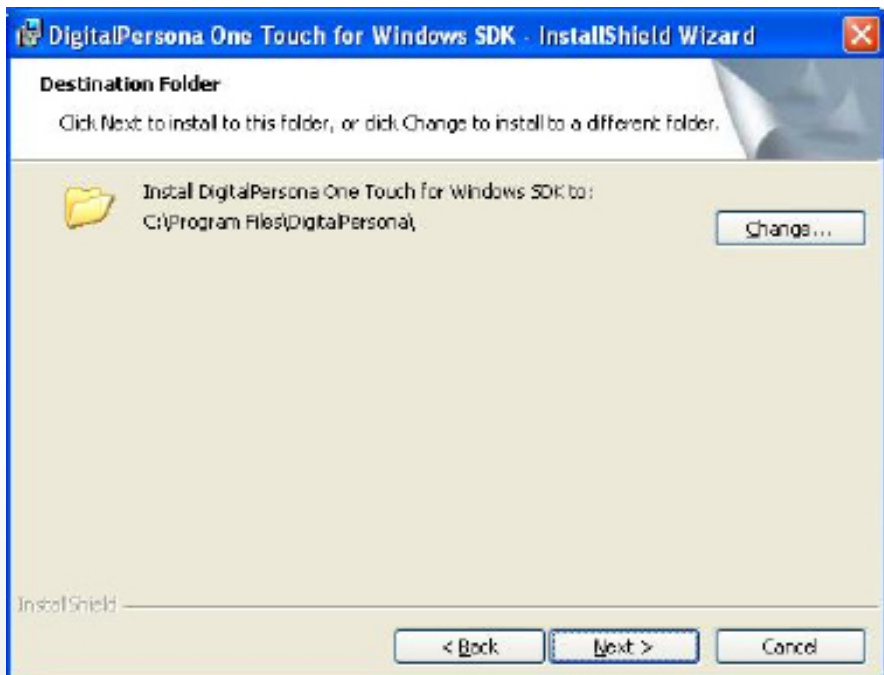 DigitalPersona One Touch for Windows SDK - InstallShield Wizard
Destination Folder
Click Next to install to this folder, or click Change to install to a different folder.
Install DigitalPersona One Touch for Windows SDK to:
C:\Program Files\DigitalPersona\
Change...
InstallShield
< Back
Next >
Cancel